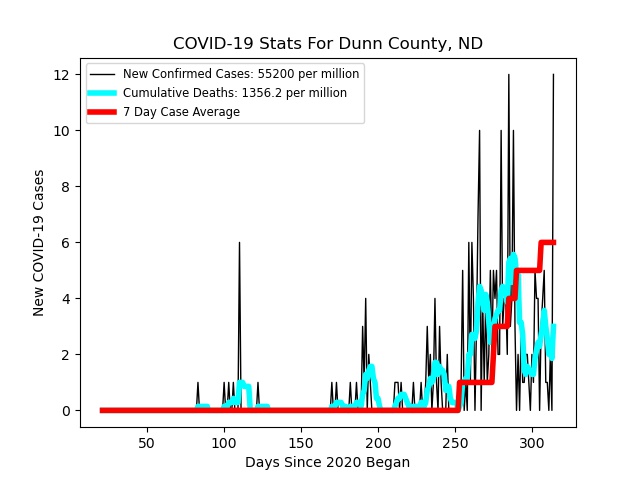 COVID-19 Stats For Dunn County, ND
New Confirmed Cases: 55200 per million
Cumulative Deaths: 1356.2 per million
7 Day Case Average
New COVID-19 Cases
12
10
8
6
4
2
0
50 100 150 200 250 300
Days Since 2020 Began